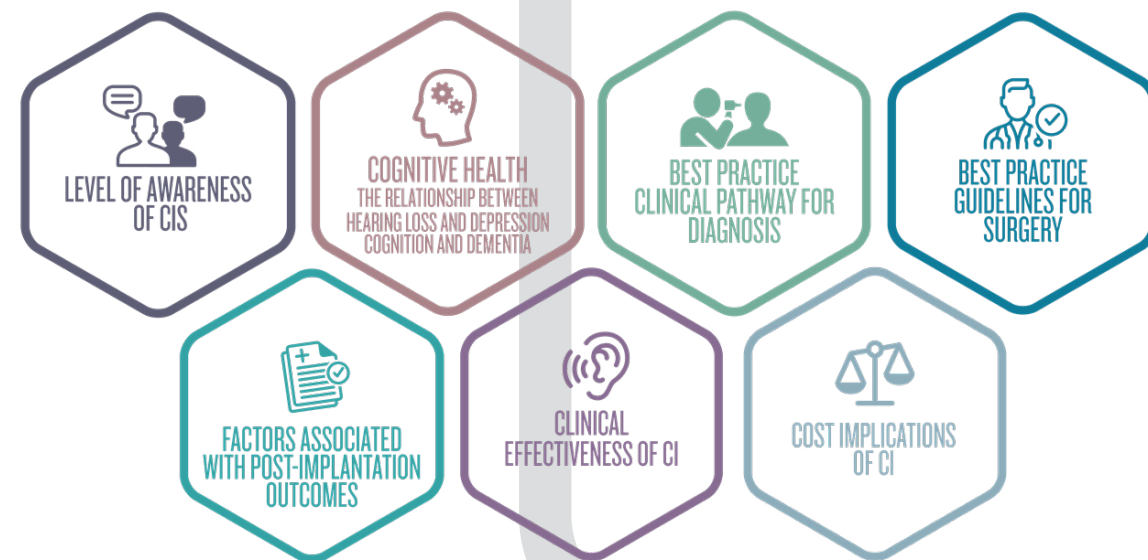 LEVEL OF AWARENESS
OF CIS
COGNITIVE HEALTH
THE RELATIONSHIP BETWEEN
HEARING LOSS AND DEPRESSION
COGNITION AND DEMENTIA
BEST PRACTICE
CLINICAL PATHWAY FOR
DIAGNOSIS
BEST PRACTICE
GUIDELINES FOR
SURGERY
FACTORS ASSOCIATED
WITH POST-IMPLANTATION
OUTCOMES
CLINICAL
EFFECTIVENESS OF CI
COST IMPLICATIONS
OF CI